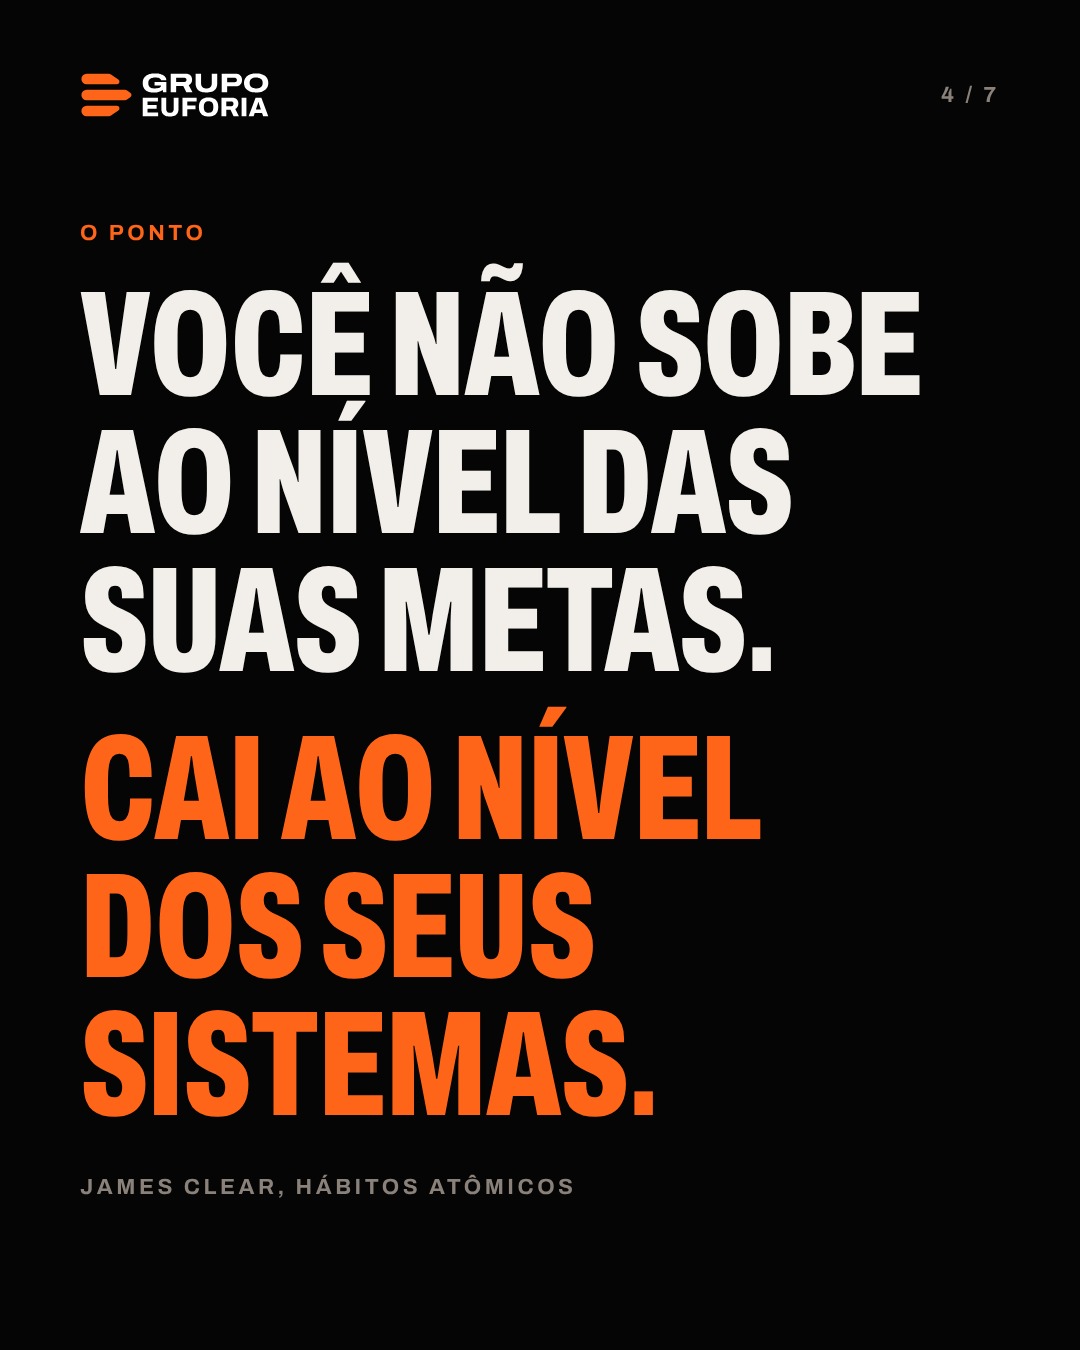 GRUPO
EUFORIA
4 / 7
O PONTO
VOCÊ NÃO SOBE
AO NÍVEL DAS
SUAS METAS.
CAI AO NÍVEL
DOS SEUS
SISTEMAS.
JAMES CLEAR, HÁBITOS ATÔMICOS